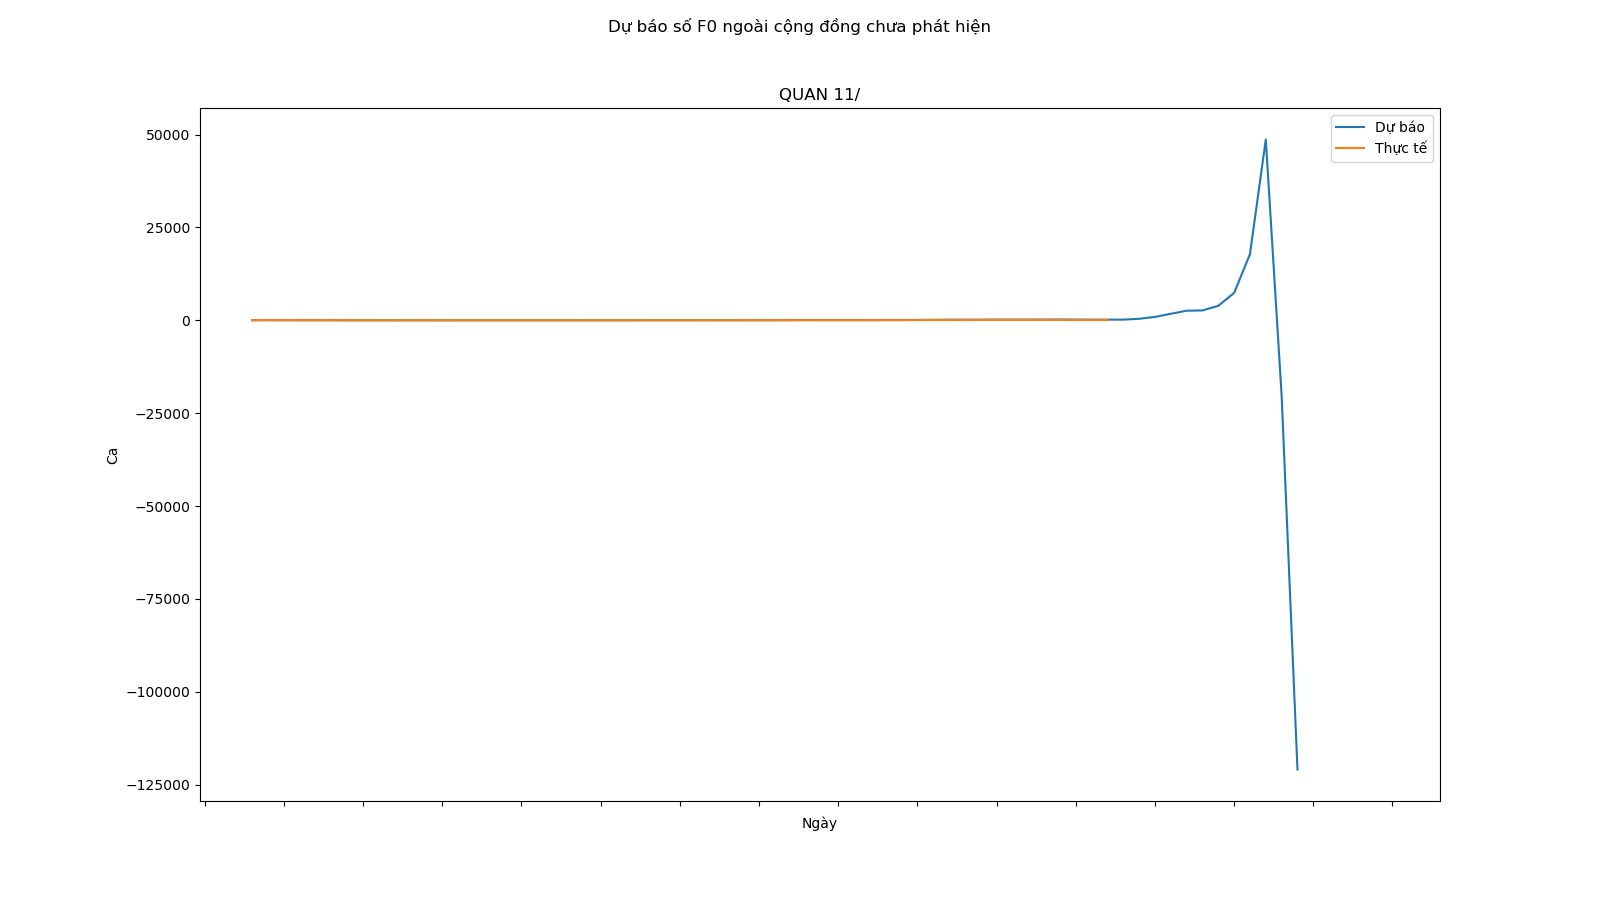 Dự báo số F0 ngoài cộng đồng chưa phát hiện
QUAN 11/
Dự báo
Thực tế
50000
25000
0
−25000
−50000
−75000
−100000
−125000
Ca
Ngày